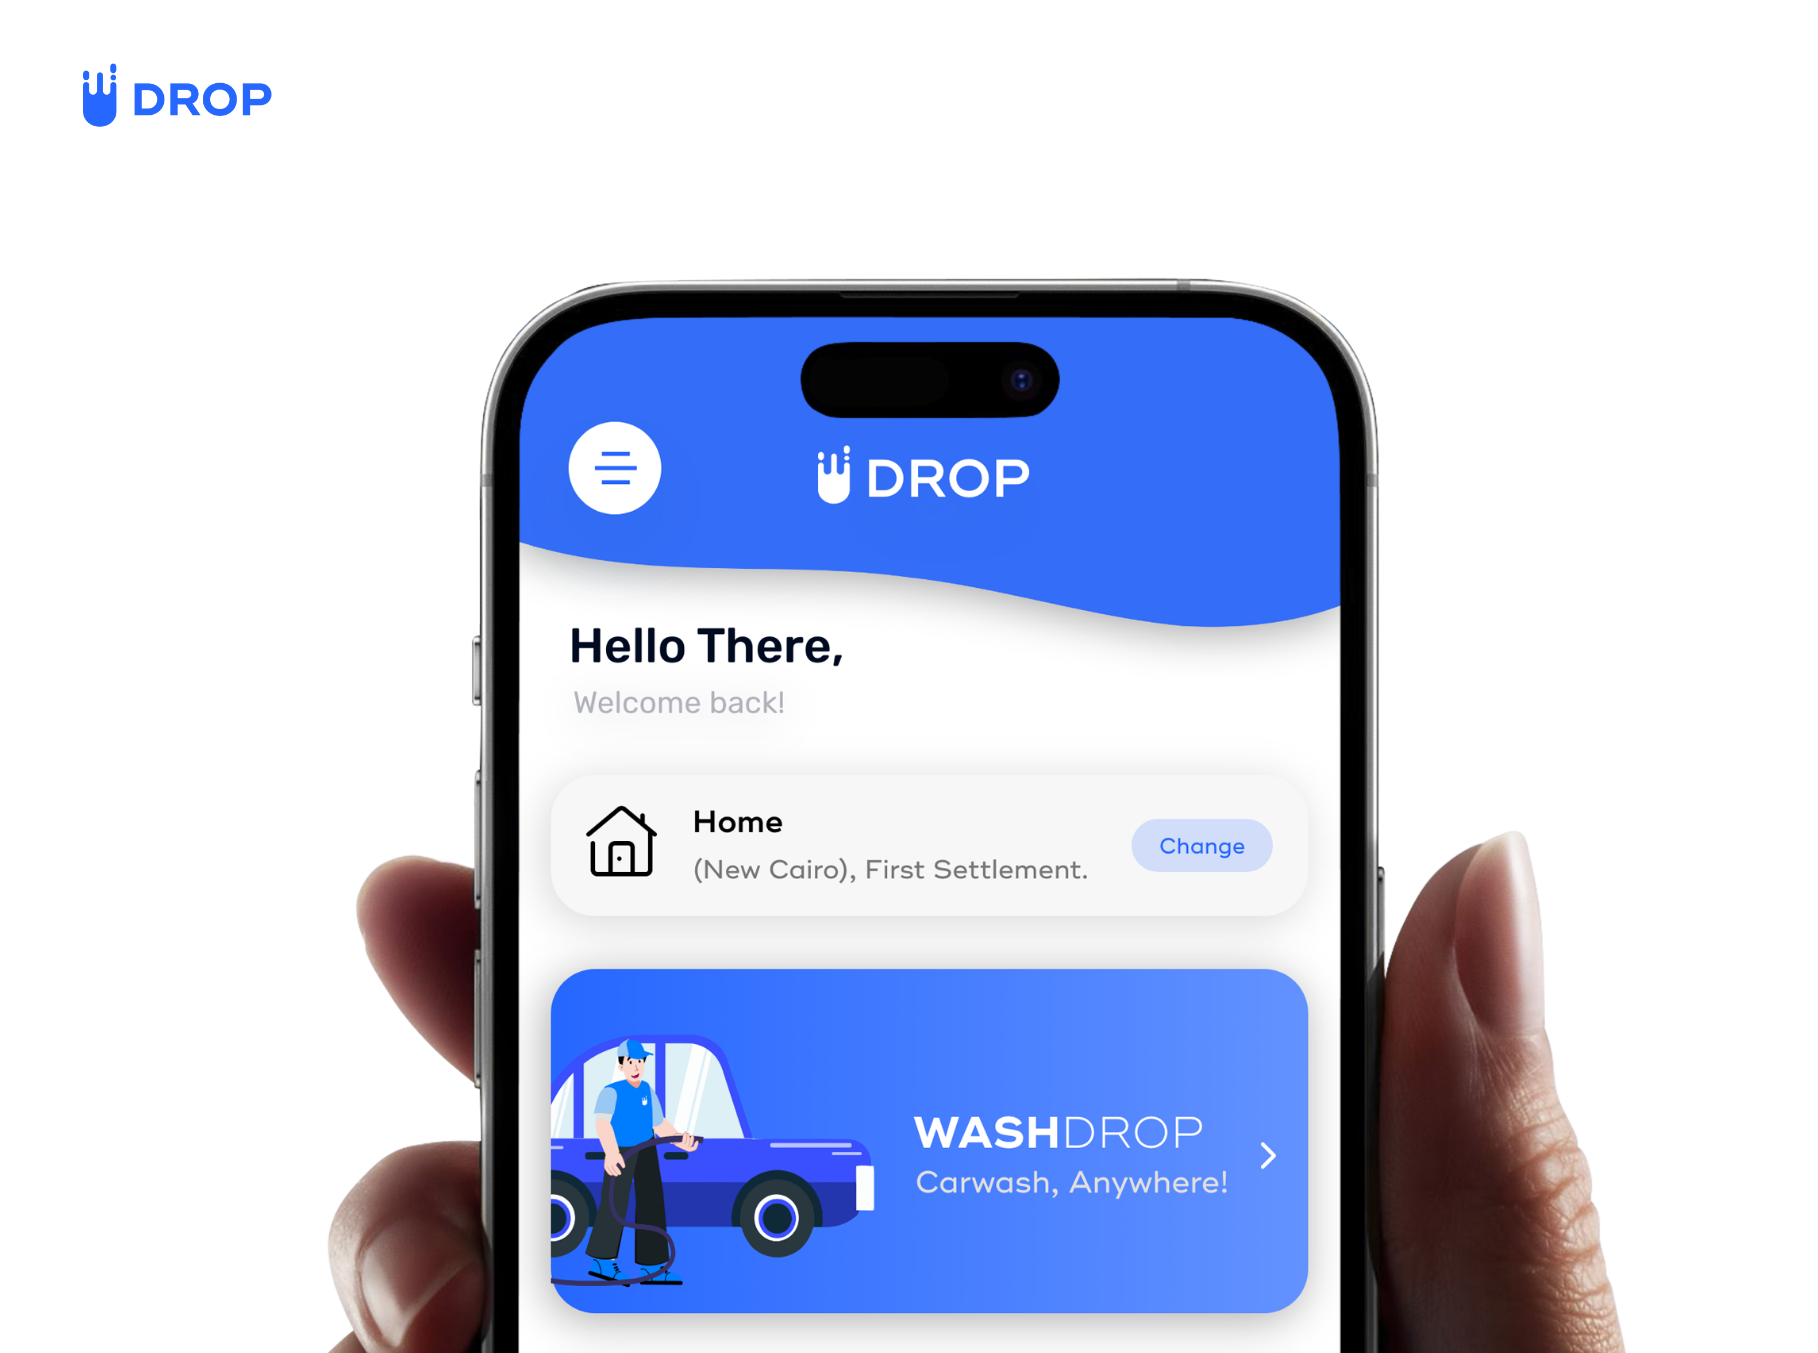 DROP
DROP
Hello There,
Welcome back!
Home
(New Cairo), First Settlement.
Change
WASHDROP
Carwash, Anywhere!